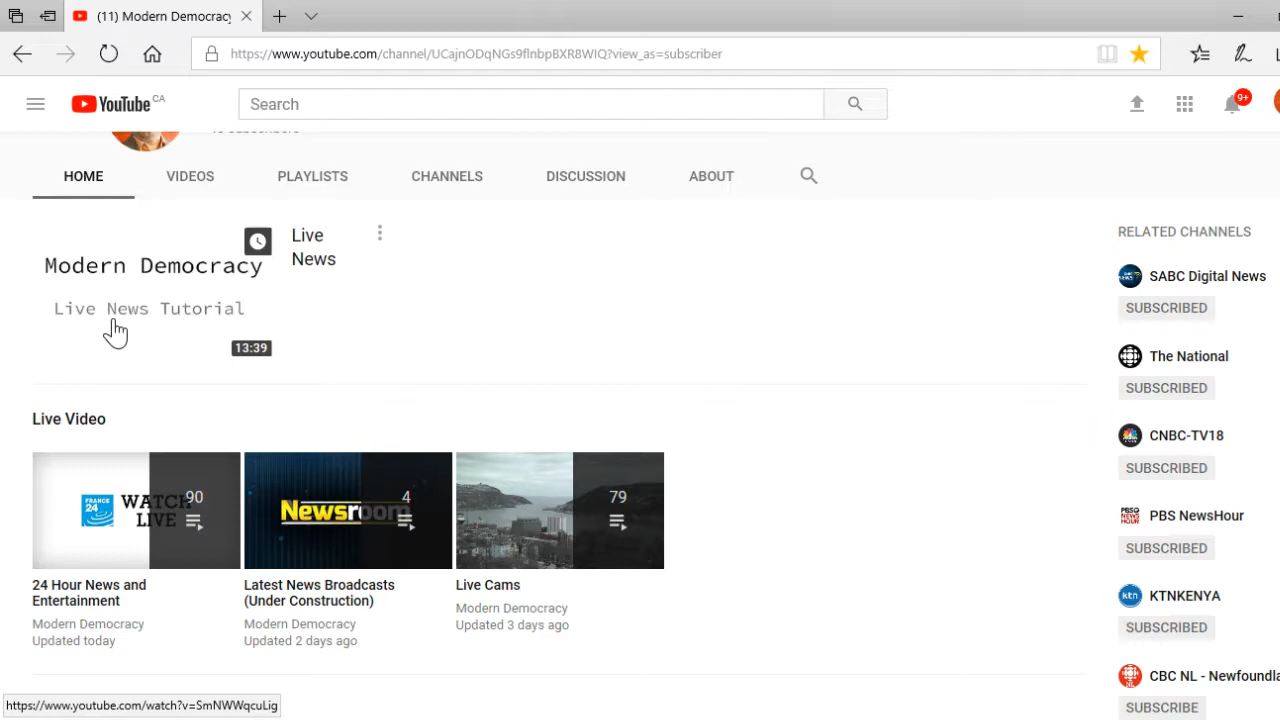 (11) Modern Democracy
https://www.youtube.com/channel/UCajnODqNGs9flnbpBXR8WIQ?view_as=subscriber
YouTube CA
Search
9+
HOME
VIDEOS
PLAYLISTS
CHANNELS
DISCUSSION
ABOUT
Modern Democracy
Live News Tutorial
13:39
Live
News
RELATED CHANNELS
SABC Digital News
SUBSCRIBED
The National
SUBSCRIBED
CNBC-TV18
SUBSCRIBED
PBS NewsHour
SUBSCRIBED
KTNKENYA
SUBSCRIBED
CBC NL - Newfoundla
SUBSCRIBE
Live Video
FRANCE
24
WATCH
LIVE
90
Newsroom
4
79
24 Hour News and
Entertainment
Modern Democracy
Updated today
Latest News Broadcasts
(Under Construction)
Modern Democracy
Updated 2 days ago
Live Cams
Modern Democracy
Updated 3 days ago
https://www.youtube.com/watch?v=SmNWWqcuLig